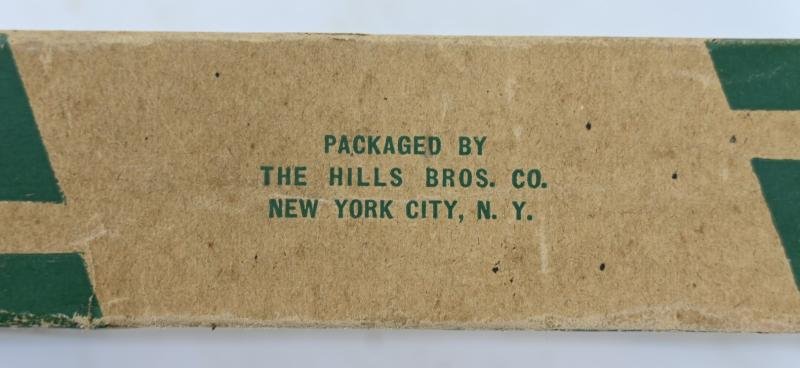 PACKAGED BY
THE HILLS BROS. CO.
NEW YORK CITY, N. Y.